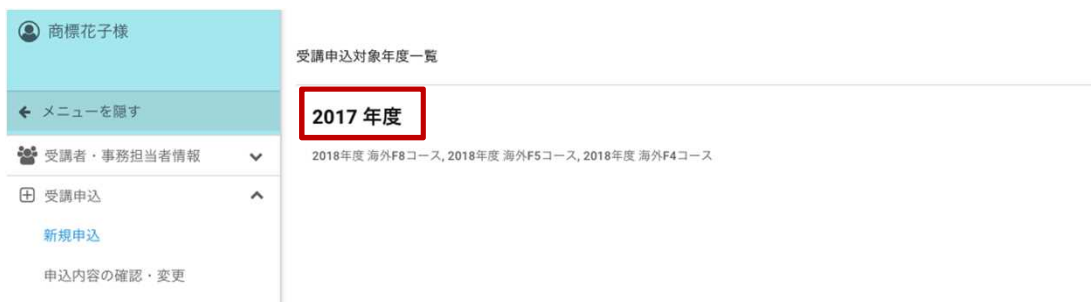 商標花子様
メニューを隠す
受講者・事務担当者情報
受講申込
新規申込
申込内容の確認・変更
受講申込対象年度一覧
2017 年度
2018年度 海外F8コース, 2018年度 海外F5コース, 2018年度 海外F4コース